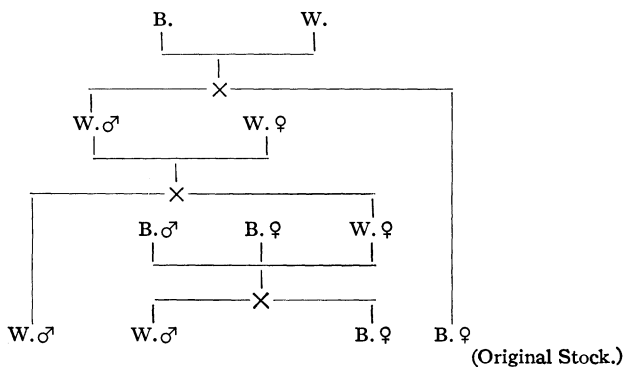 B. W.
W.♂ W.♀
B.♂ B.♀ W.♀
W.♂ W.♂ B.♀ B.♀
(Original Stock.)